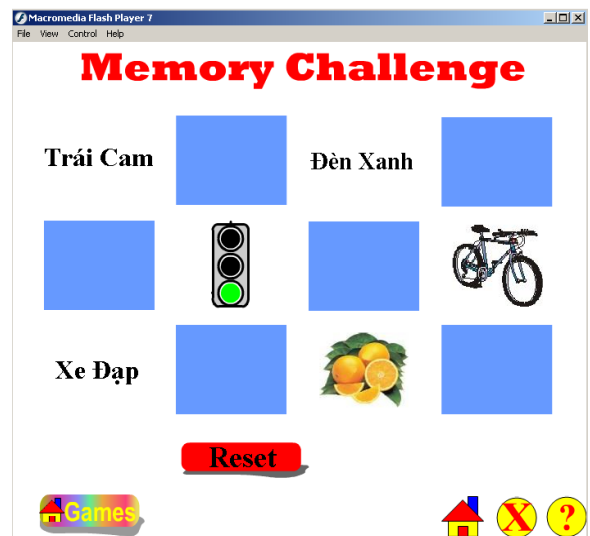 Macromedia Flash Player 7
File View Control Help
Memory Challenge
Trái Cam
Đèn Xanh
Xe Đạp
Reset
Games
X
?